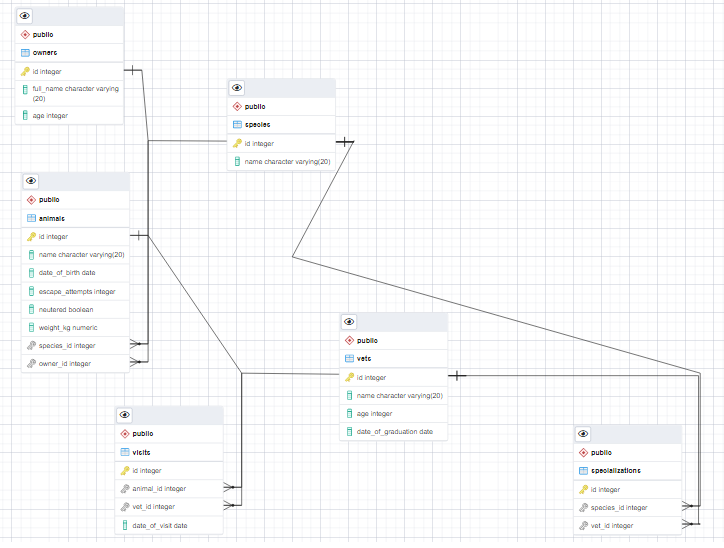 public
owners
id integer
full_name character varying
(20)
age integer
public
species
id integer
name character varying(20)
public
animals
id integer
name character varying(20)
date_of_birth date
escape_attempts integer
neutered boolean
weight_kg numeric
species_id integer
owner_id integer
public
vets
id integer
name character varying(20)
age integer
date_of_graduation date
public
visits
id integer
animal_id integer
vet_id integer
date_of_visit date
public
specializations
id integer
species_id integer
vet_id integer